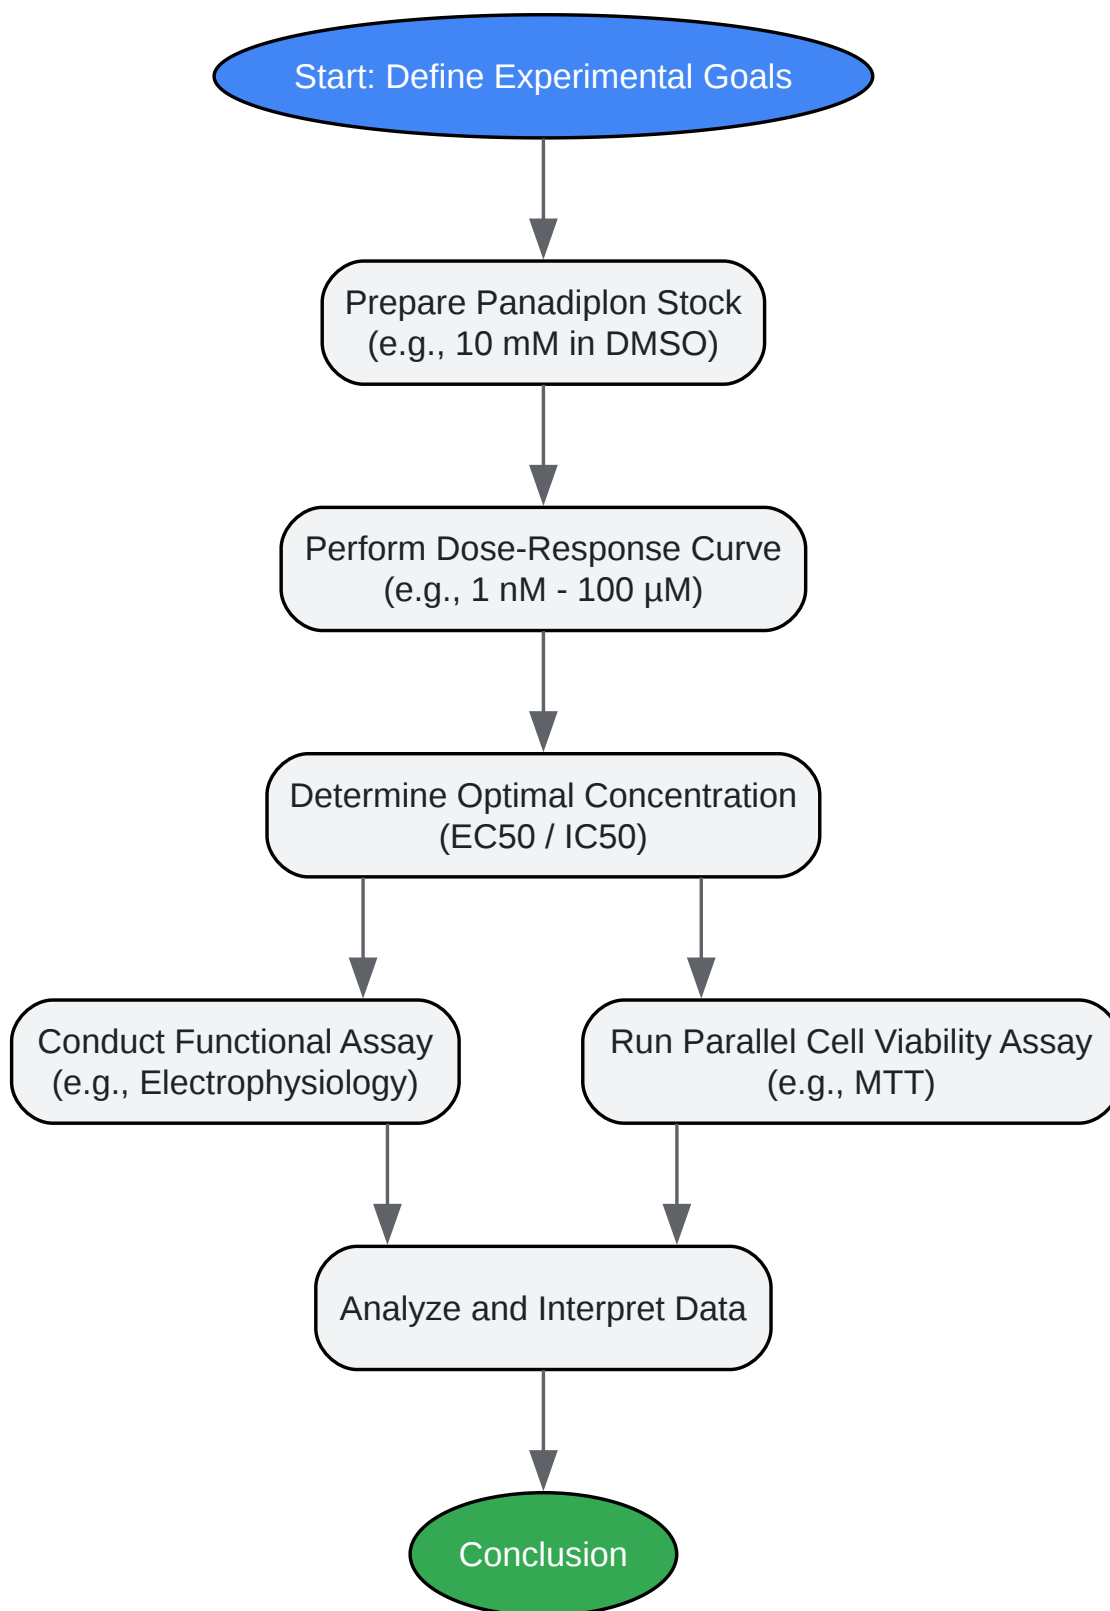 Start: Define Experimental Goals
Prepare Panadiplon Stock
(e.g., 10 mM in DMSO)
Perform Dose-Response Curve
(e.g., 1 nM - 100 µM)
Determine Optimal Concentration
(EC50 / IC50)
Conduct Functional Assay
(e.g., Electrophysiology)
Run Parallel Cell Viability Assay
(e.g., MTT)
Analyze and Interpret Data
Conclusion